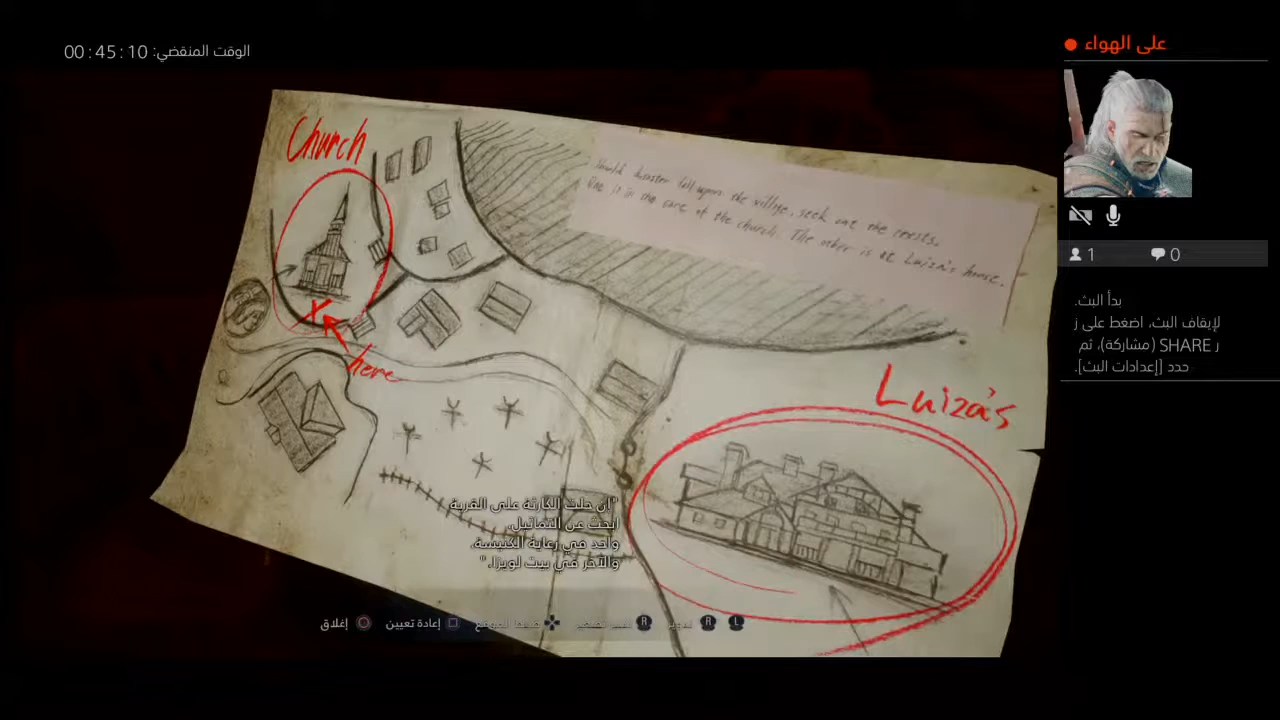 الوقت المنقضي: 00:45:10
على الهواء
Church
should disaster fall upon the village, seek out the crests.
One is in the care of the church. The other is at Luiza's house.
here
Luiza's
1
0
بدأ البث.
لإيقاف البث، اضغط على ز
ر SHARE (مشاركة)، ثم
حدد [إعدادات البث].
"إن حلت الكارثة على القرية
ابحث عن التماثيل.
واحد في رعاية الكنيسة.
والآخر في بيت لويزا."
إغلاق
إعادة تعيين
R
R
L